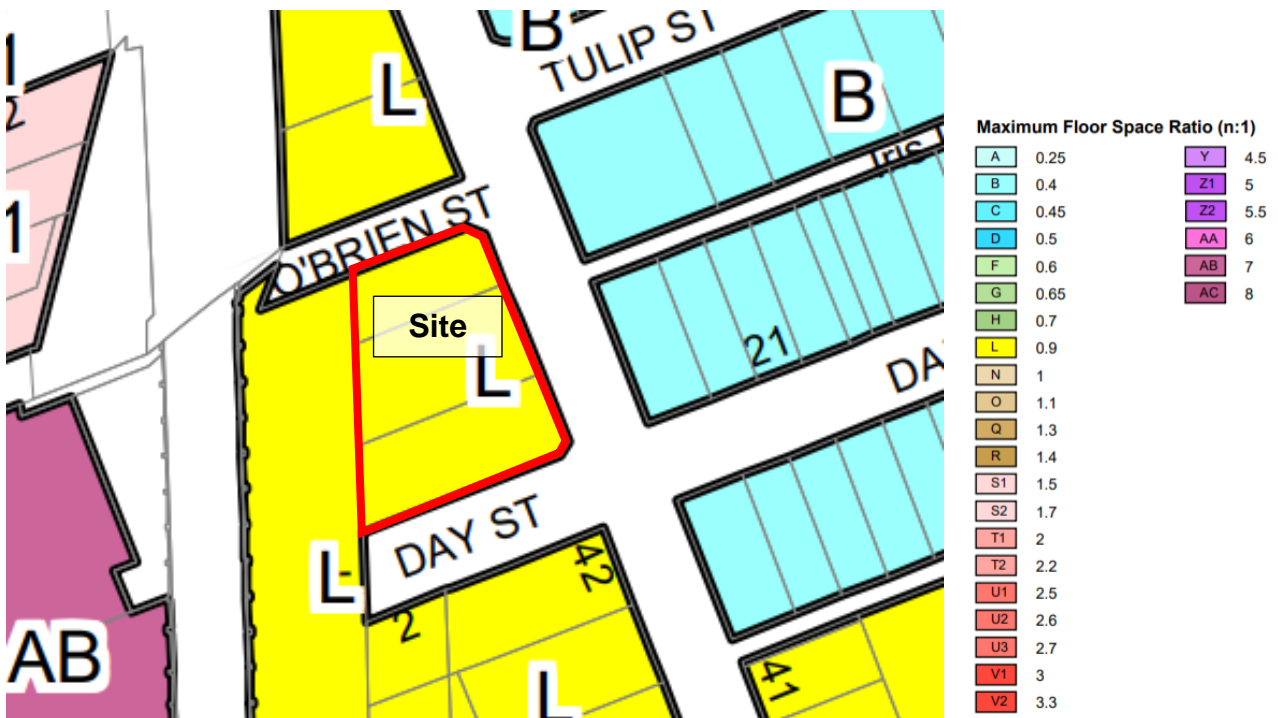 B
TULIP ST
1
2
L
B
Iris
O'BRIEN ST
1
Site
21
L
DA
DAY ST
42
L
2
AB
41
L
Maximum Floor Space Ratio (n:1)
A 0.25
B 0.4
C 0.45
D 0.5
F 0.6
G 0.65
H 0.7
L 0.9
N 1
O 1.1
Q 1.3
R 1.4
S1 1.5
S2 1.7
T1 2
T2 2.2
U1 2.5
U2 2.6
U3 2.7
V1 3
V2 3.3
Y 4.5
Z1 5
Z2 5.5
AA 6
AB 7
AC 8